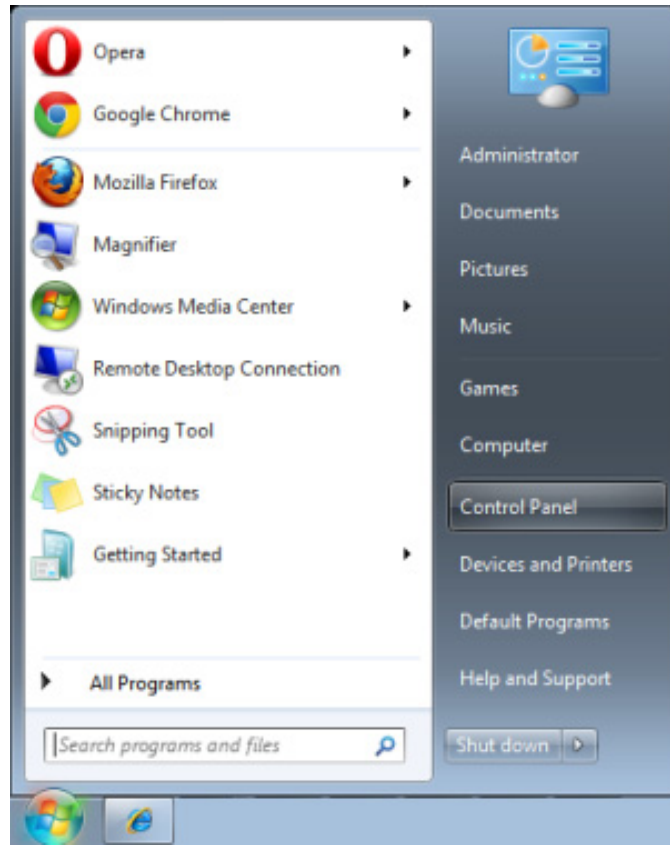 Opera
Google Chrome
Mozilla Firefox
Magnifier
Windows Media Center
Remote Desktop Connection
Snipping Tool
Sticky Notes
Getting Started
All Programs
Search programs and files
Administrator
Documents
Pictures
Music
Games
Computer
Control Panel
Devices and Printers
Default Programs
Help and Support
Shut down